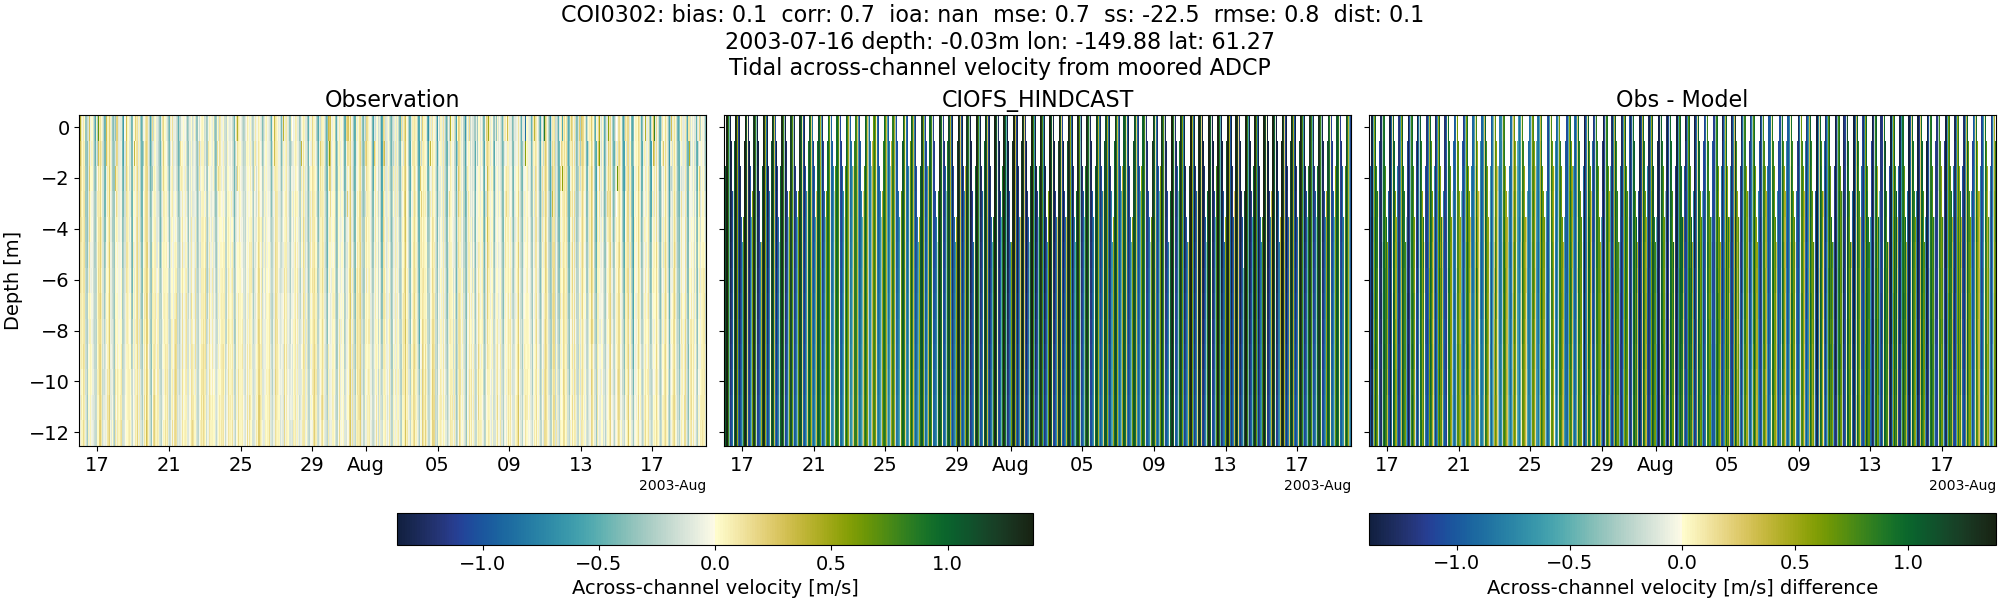 COI0302: bias: 0.1 corr: 0.7 ioa: nan mse: 0.7 ss: -22.5 rmse: 0.8 dist: 0.1
2003-07-16 depth: -0.03m lon: -149.88 lat: 61.27
Tidal across-channel velocity from moored ADCP
Observation
CIOFS_HINDCAST
Obs - Model
Depth [m]
0
−2
−4
−6
−8
−10
−12
17 21 25 29 Aug 05 09 13 17
2003-Aug
17 21 25 29 Aug 05 09 13 17
2003-Aug
17 21 25 29 Aug 05 09 13 17
2003-Aug
−1.0 −0.5 0.0 0.5 1.0
Across-channel velocity [m/s]
−1.0 −0.5 0.0 0.5 1.0
Across-channel velocity [m/s] difference